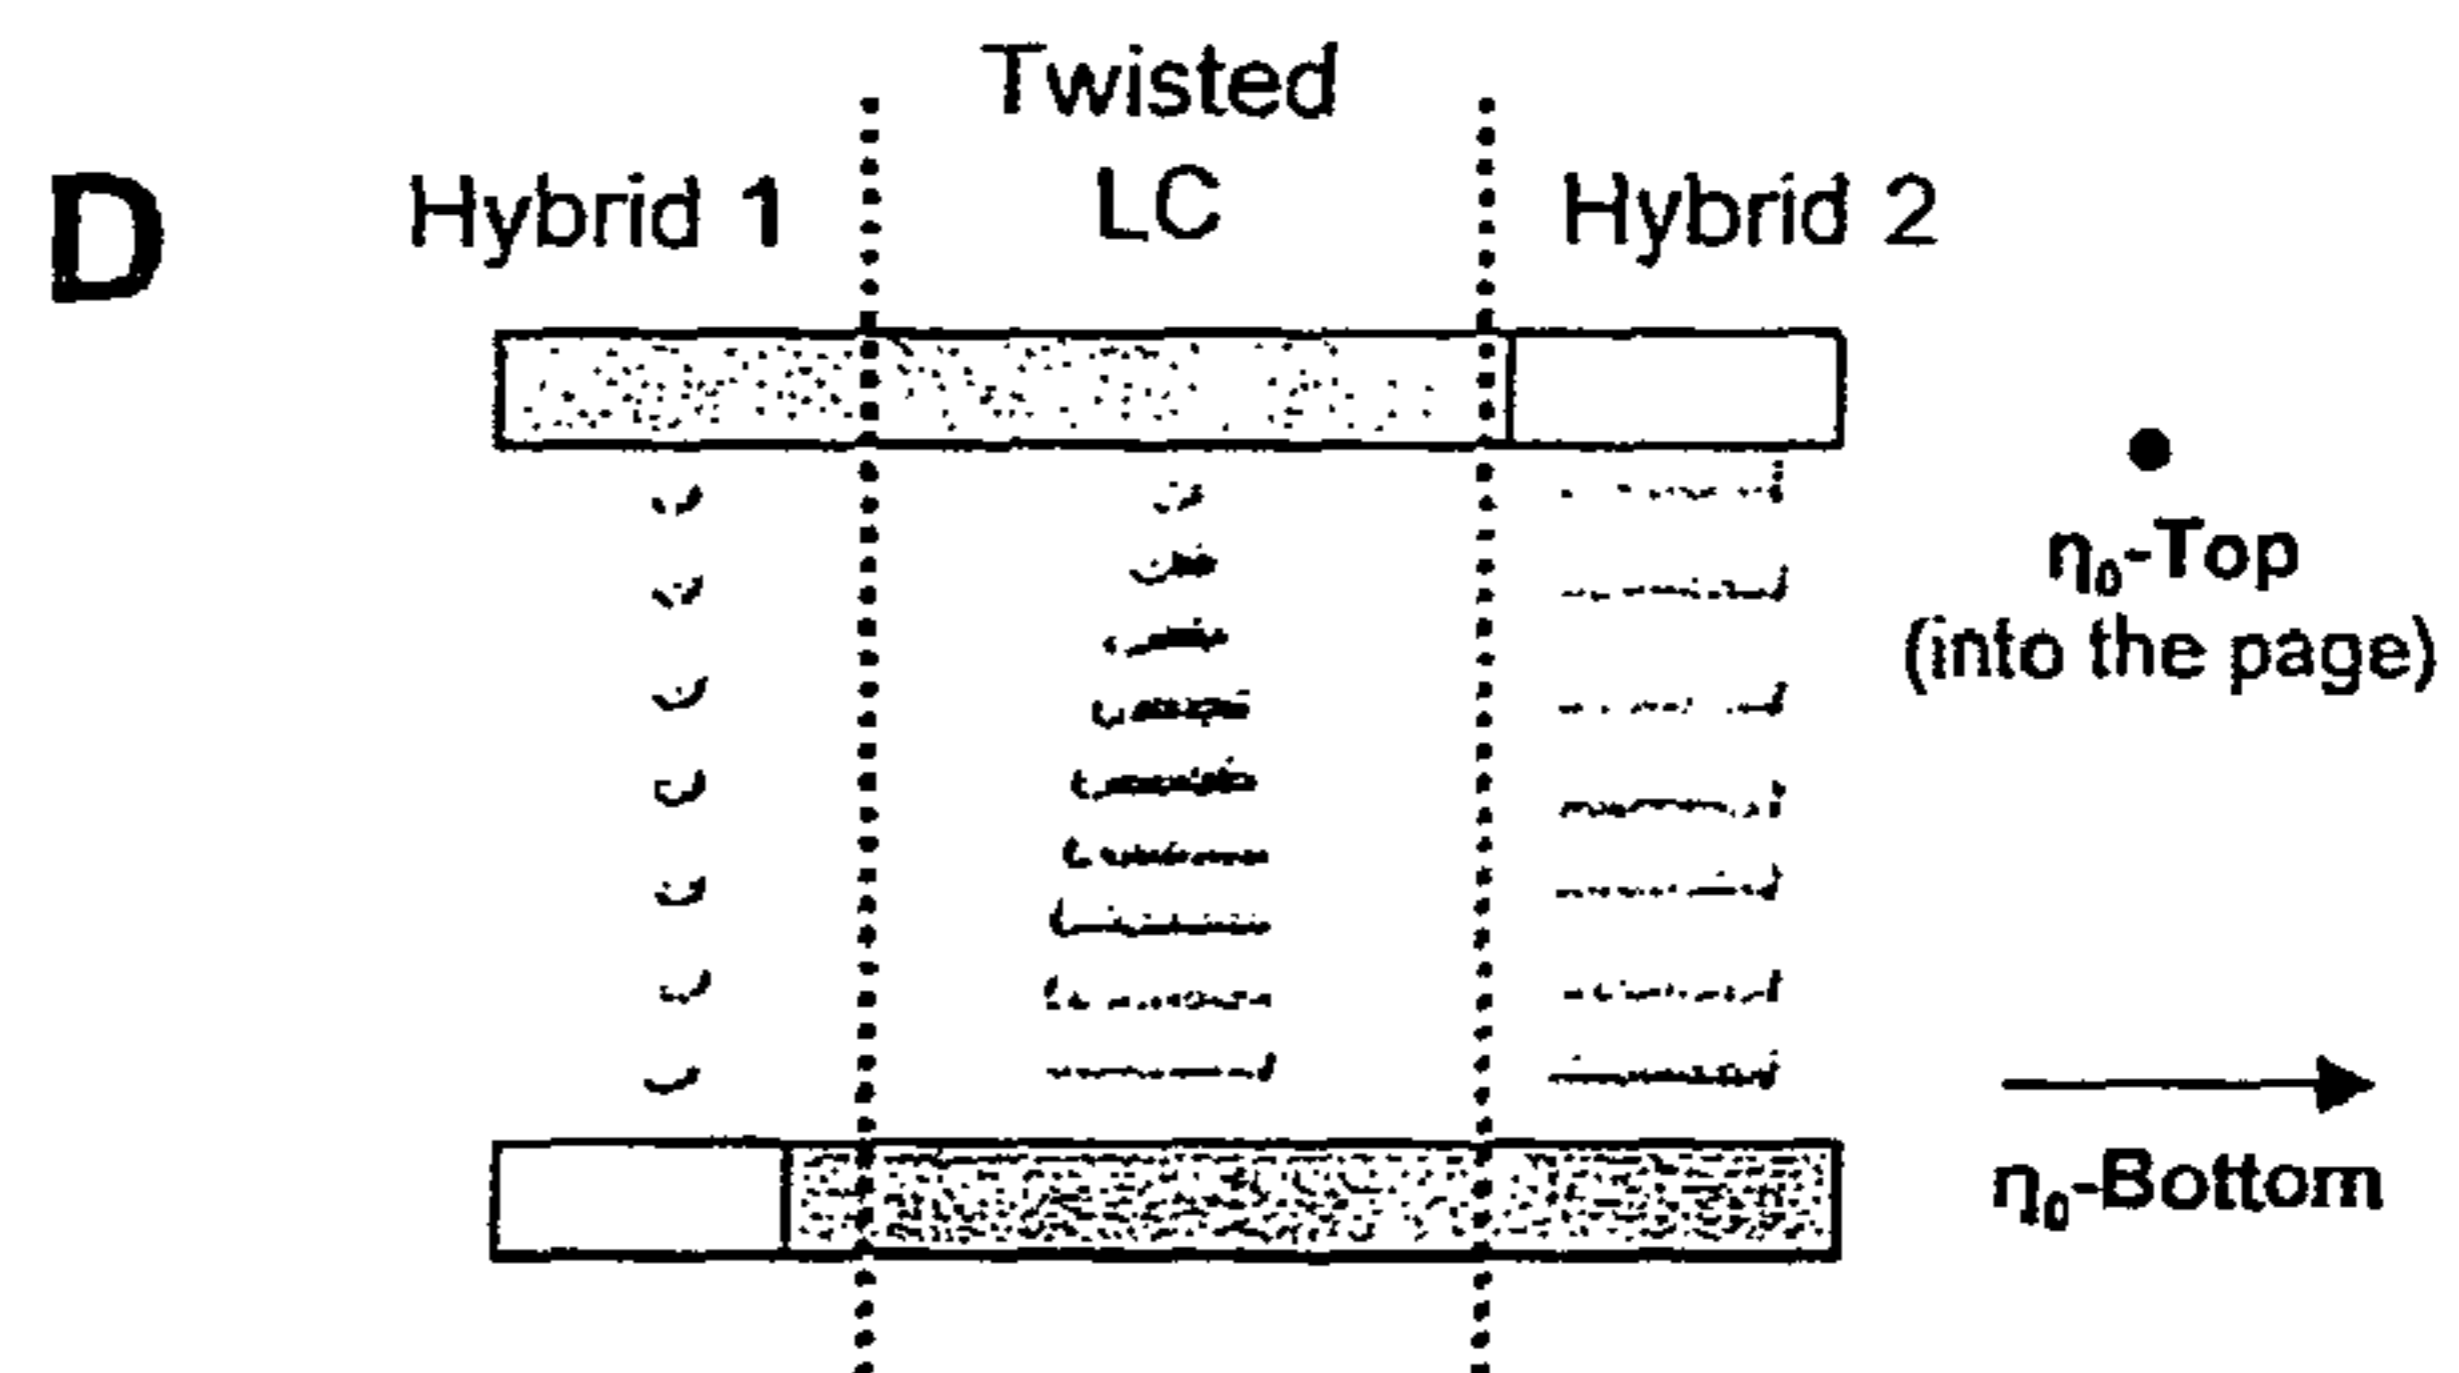 D
Hybrid 1
Twisted
LC
Hybrid 2
η₀-Top
(into the page)
η₀-Bottom